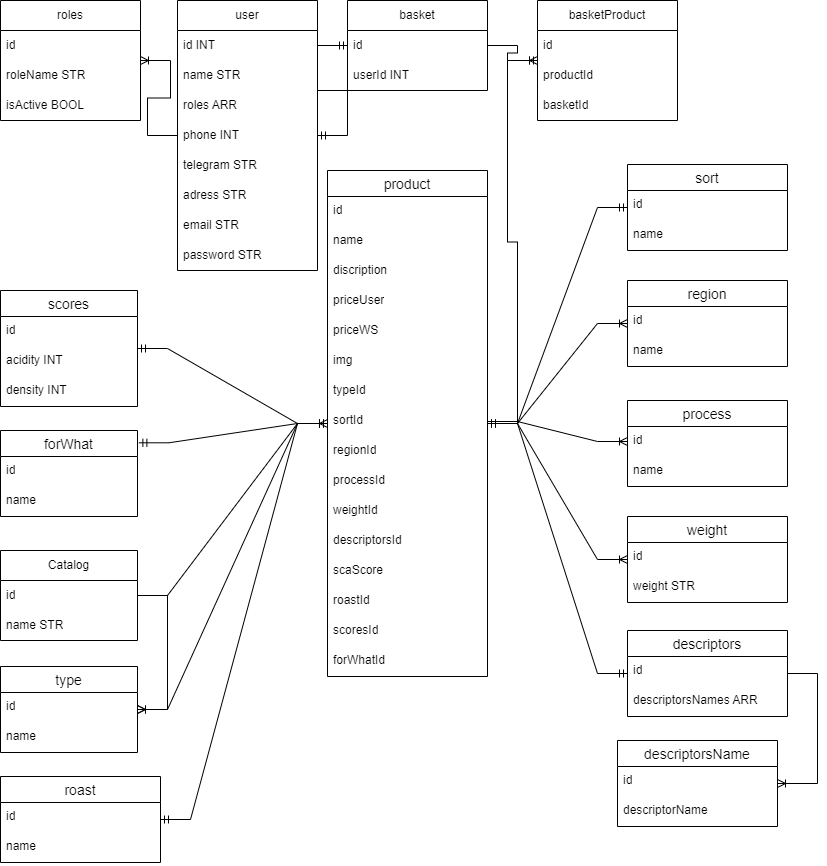 roles
id
roleName STR
isActive BOOL
user
id INT
name STR
roles ARR
phone INT
telegram STR
adress STR
email STR
password STR
basket
id
userId INT
basketProduct
id
productId
basketId
product
id
name
discription
priceUser
priceWS
img
typeId
sortId
regionId
processId
weightId
descriptorsId
scaScore
roastId
scoresId
forWhatId
scores
id
acidity INT
density INT
forWhat
id
name
Catalog
id
name STR
type
id
name
roast
id
name
sort
id
name
region
id
name
process
id
name
weight
id
weight STR
descriptors
id
descriptorsNames ARR
descriptorsName
id
descriptorName